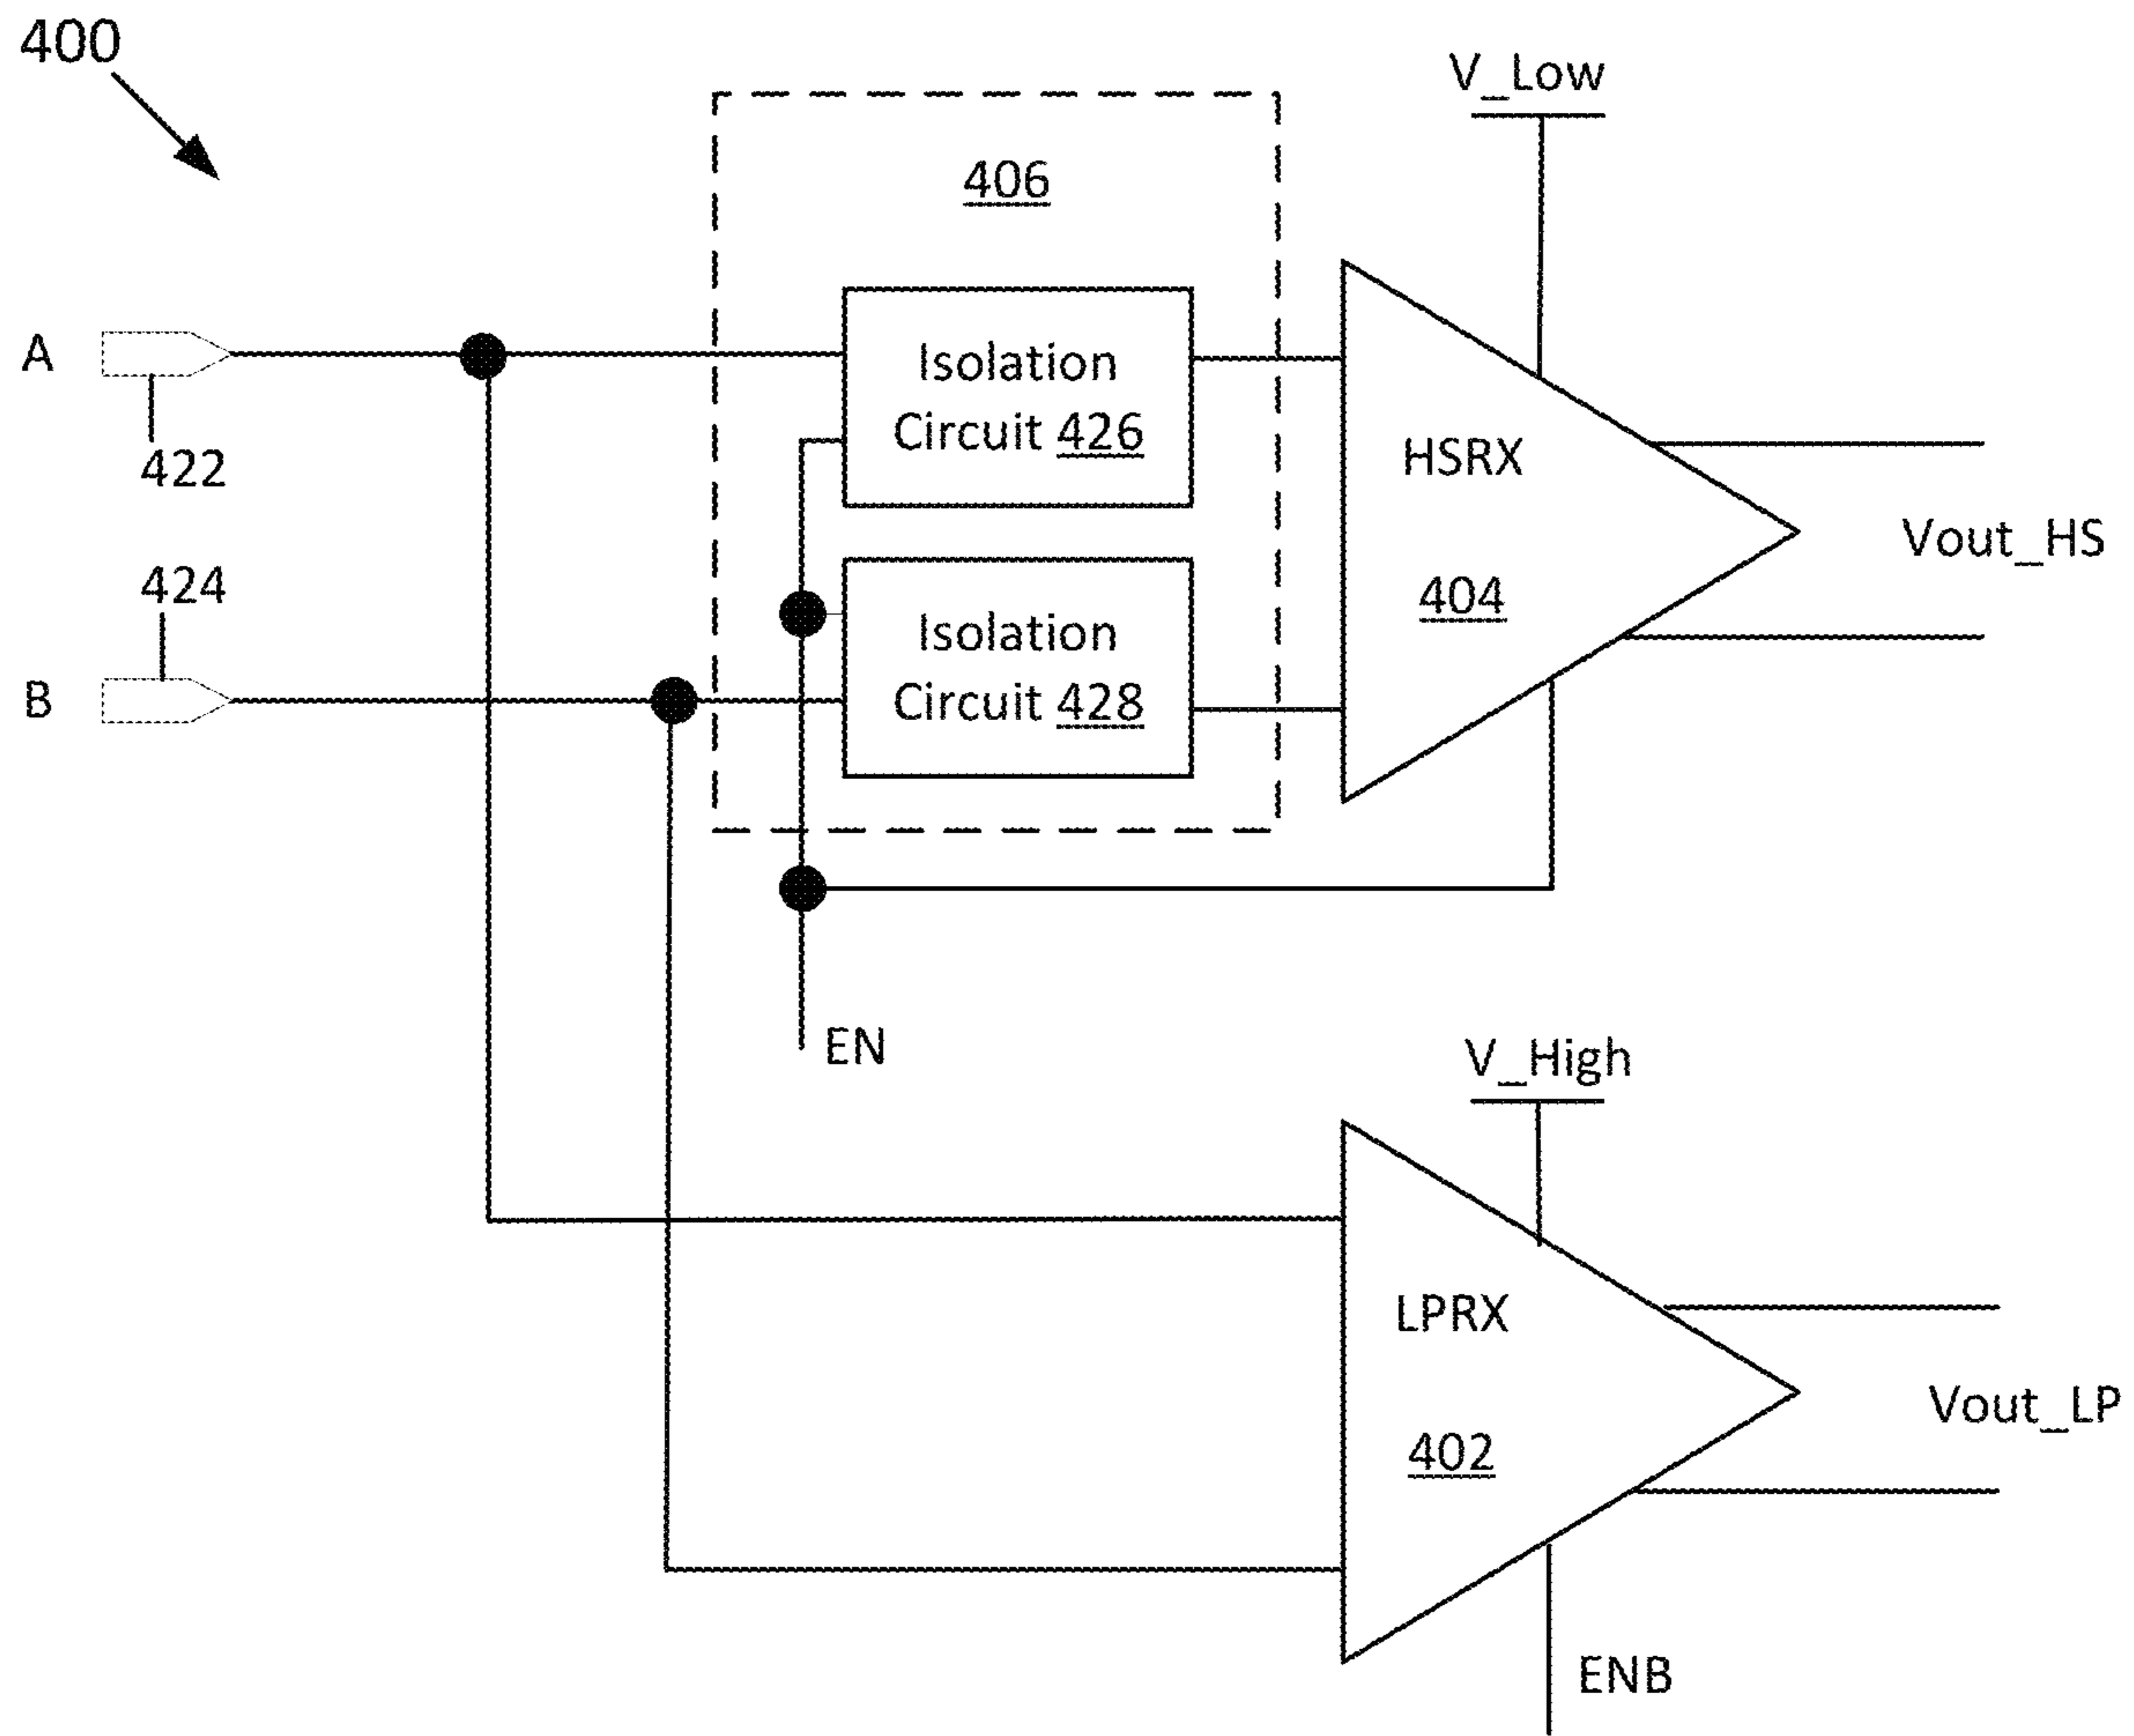 400
V_Low
406
A
Isolation
Circuit 426
422
HSRX
Vout_HS
424
404
Isolation
Circuit 428
B
EN
V_High
LPRX
Vout_LP
402
ENB